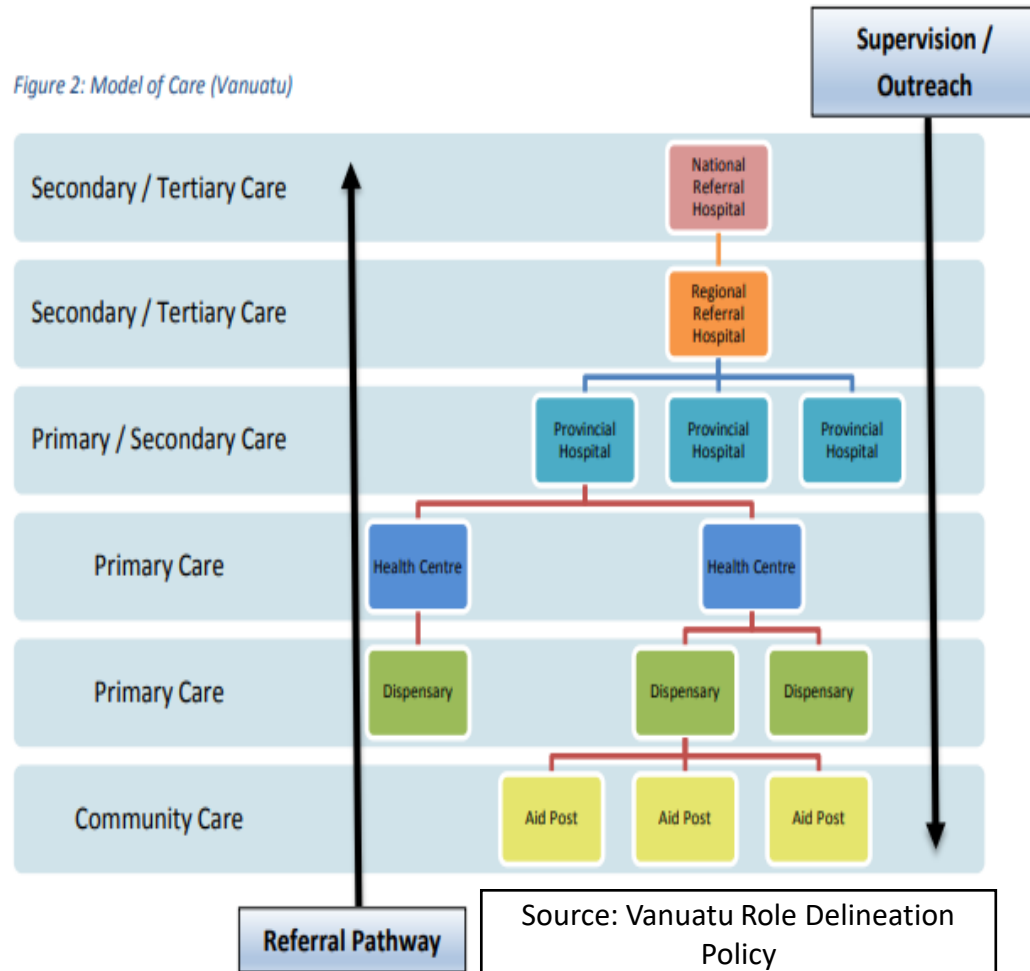 Supervision /
Outreach
Figure 2: Model of Care (Vanuatu)
Secondary / Tertiary Care
National
Referral
Hospital
Secondary / Tertiary Care
Regional
Referral
Hospital
Primary / Secondary Care
Provincial
Hospital
Provincial
Hospital
Provincial
Hospital
Primary Care
Health Centre
Health Centre
Primary Care
Dispensary
Dispensary
Dispensary
Community Care
Aid Post
Aid Post
Aid Post
Referral Pathway
Source: Vanuatu Role Delineation
Policy